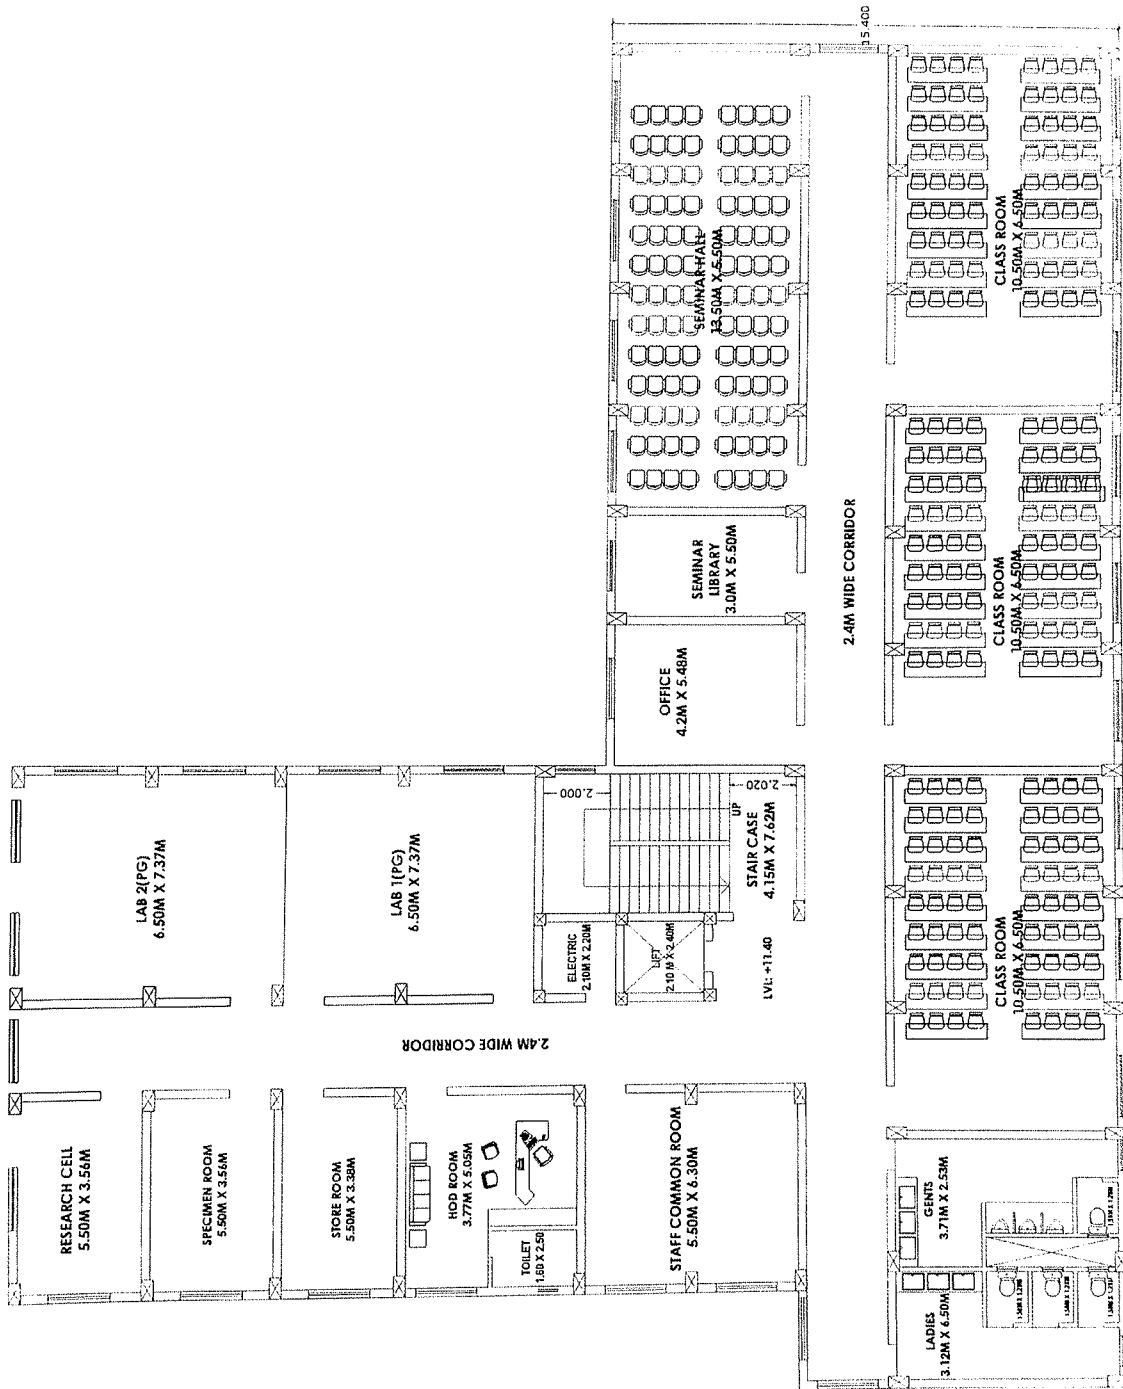 15.400
SEMINAR HALL
13.50M X 5.50M
CLASS ROOM
10.50M X 6.50M
SEMINAR
LIBRARY
3.0M X 5.50M
2.4M WIDE CORRIDOR
CLASS ROOM
10.50M X 6.50M
OFFICE
4.2M X 5.48M
LAB 2(PG)
6.50M X 7.37M
LAB 1(PG)
6.50M X 7.37M
2.000
2.020
UP
STAIR CASE
4.15M X 7.62M
ELECTRIC
2.10M X 2.20M
LIFT
2.10 M X 2.40M
LVL: +11.40
CLASS ROOM
10.50M X 6.50M
2.4M WIDE CORRIDOR
RESEARCH CELL
5.50M X 3.56M
SPECIMEN ROOM
5.50M X 3.56M
STORE ROOM
5.50M X 3.38M
HOD ROOM
3.77M X 5.05M
TOILET
1.60 X 2.50
STAFF COMMON ROOM
5.50M X 6.30M
GENTS
3.71M X 2.53M
LADIES
3.12M X 6.50M